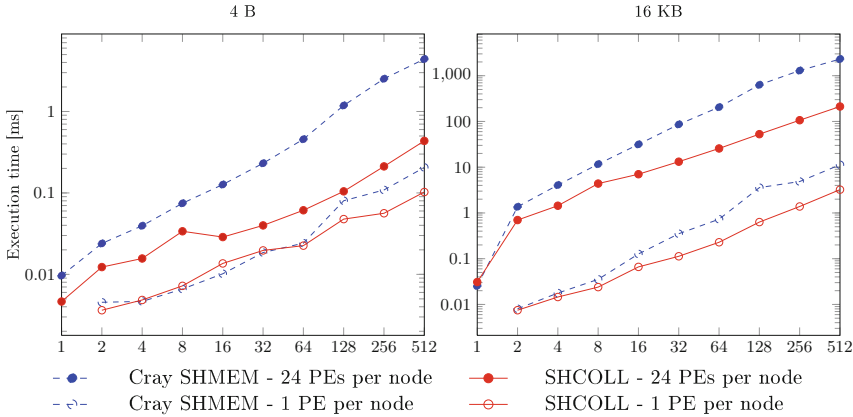 4 B
16 KB
Execution time [ms]
1
0.1
0.01
1 2 4 8 16 32 64 128 256 512
1,000
100
10
1
0.1
0.01
1 2 4 8 16 32 64 128 256 512
Cray SHMEM - 24 PEs per node
SHCOLL - 24 PEs per node
Cray SHMEM - 1 PE per node
SHCOLL - 1 PE per node